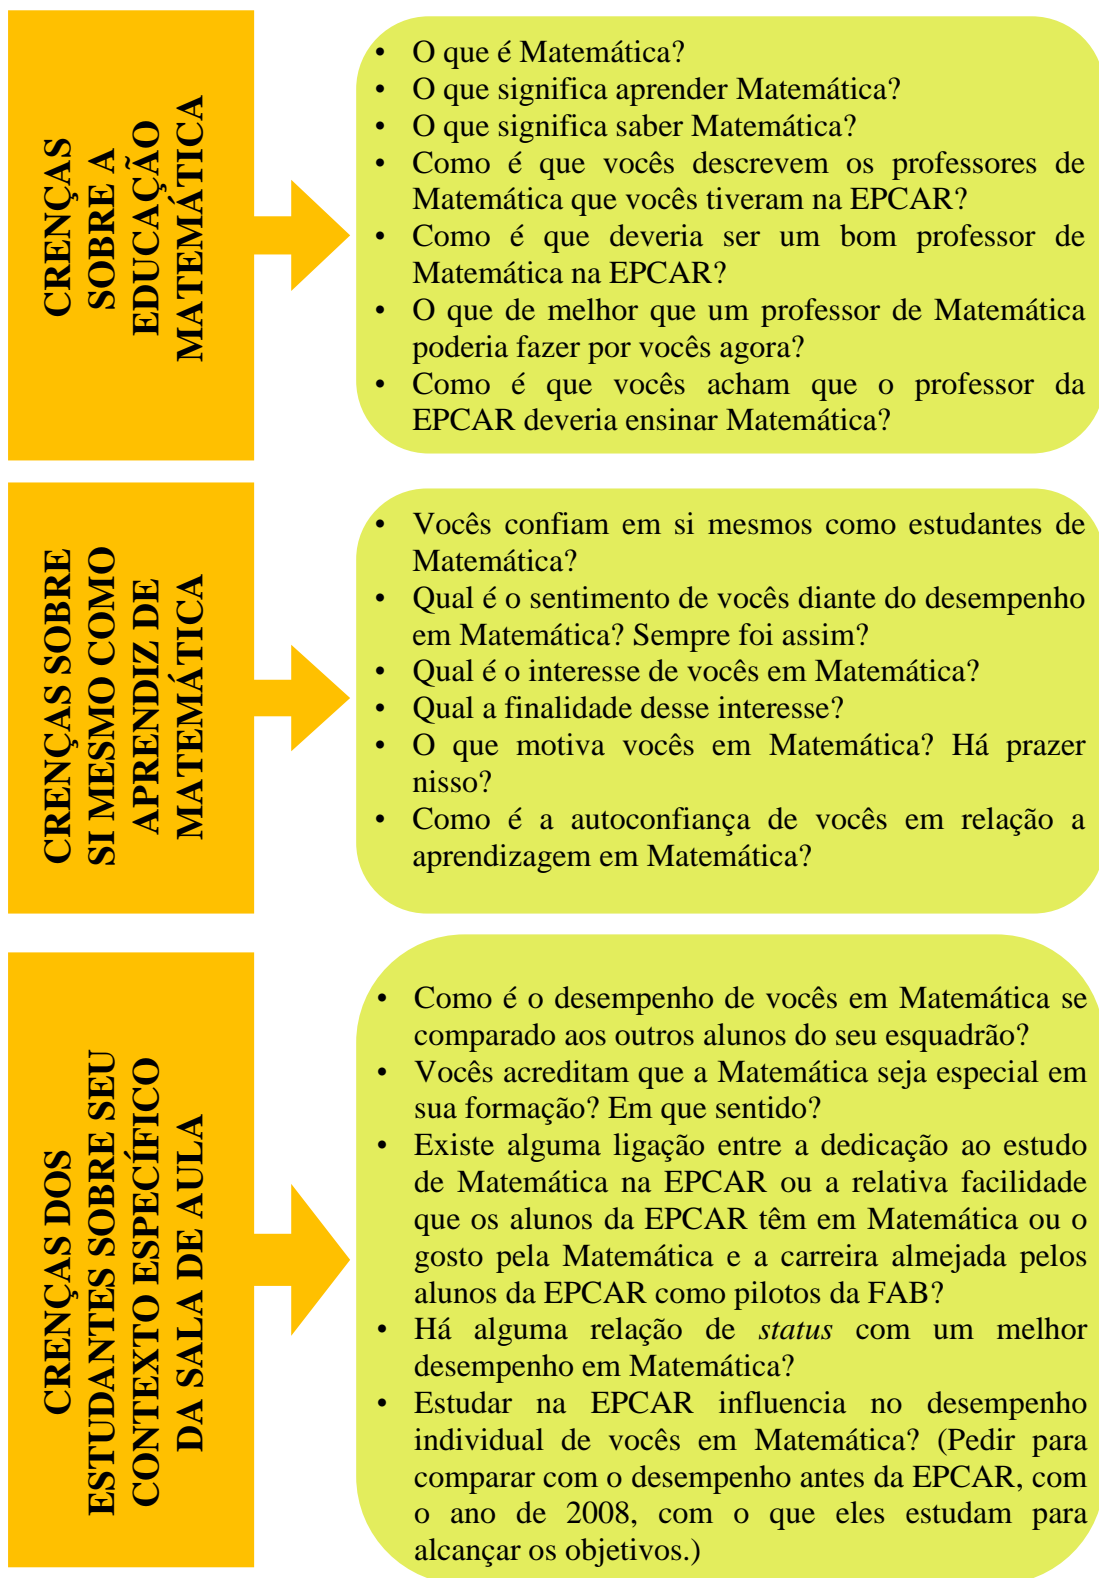 CRENÇAS
SOBRE A
EDUCAÇÃO
MATEMÁTICA
• O que é Matemática?
• O que significa aprender Matemática?
• O que significa saber Matemática?
• Como é que vocês descrevem os professores de
Matemática que vocês tiveram na EPCAR?
• Como é que deveria ser um bom professor de
Matemática na EPCAR?
• O que de melhor que um professor de Matemática
poderia fazer por vocês agora?
• Como é que vocês acham que o professor da
EPCAR deveria ensinar Matemática?
CRENÇAS SOBRE
SI MESMO COMO
APRENDIZ DE
MATEMÁTICA
• Vocês confiam em si mesmos como estudantes de
Matemática?
• Qual é o sentimento de vocês diante do desempenho
em Matemática? Sempre foi assim?
• Qual é o interesse de vocês em Matemática?
• Qual a finalidade desse interesse?
• O que motiva vocês em Matemática? Há prazer
nisso?
• Como é a autoconfiança de vocês em relação a
aprendizagem em Matemática?
CRENÇAS DOS
ESTUDANTES SOBRE SEU
CONTEXTO ESPECÍFICO
DA SALA DE AULA
• Como é o desempenho de vocês em Matemática se
comparado aos outros alunos do seu esquadrão?
• Vocês acreditam que a Matemática seja especial em
sua formação? Em que sentido?
• Existe alguma ligação entre a dedicação ao estudo
de Matemática na EPCAR ou a relativa facilidade
que os alunos da EPCAR têm em Matemática ou o
gosto pela Matemática e a carreira almejada pelos
alunos da EPCAR como pilotos da FAB?
• Há alguma relação de status com um melhor
desempenho em Matemática?
• Estudar na EPCAR influencia no desempenho
individual de vocês em Matemática? (Pedir para
comparar com o desempenho antes da EPCAR, com
o ano de 2008, com o que eles estudam para
alcançar os objetivos.)